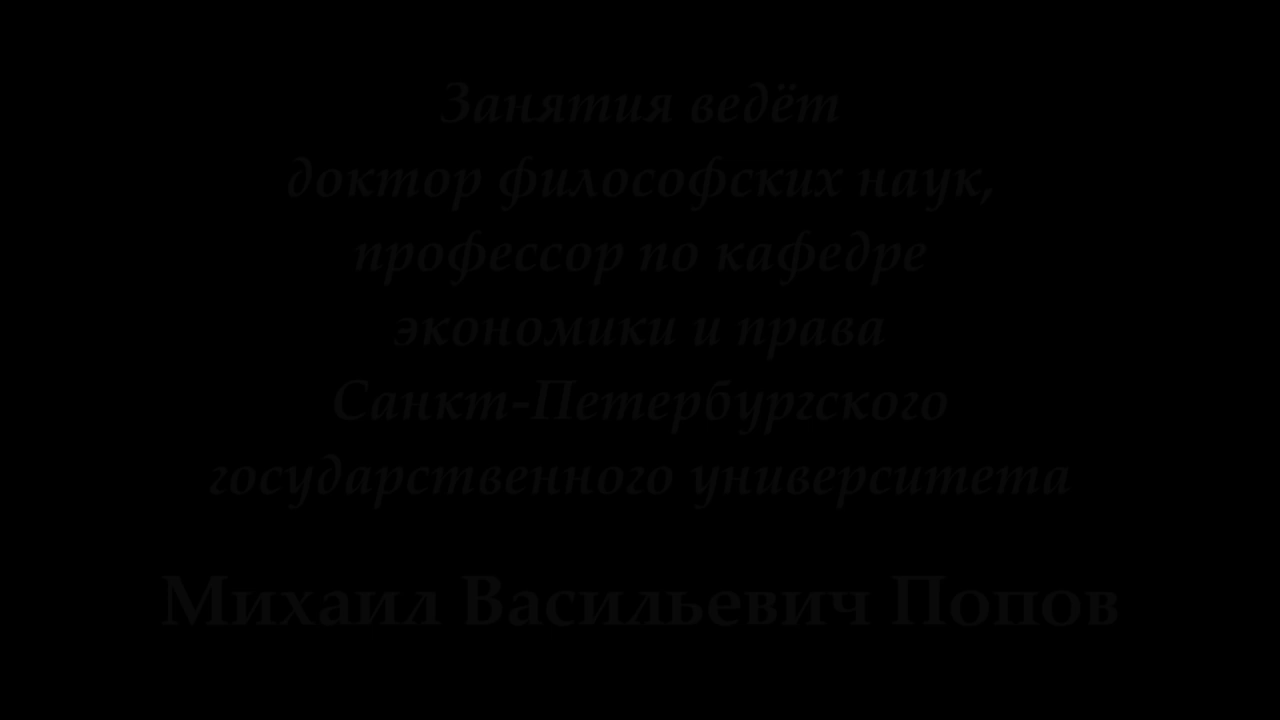 Занятия ведёт
доктор философских наук,
профессор по кафедре
экономики и права
Санкт-Петербургского
государственного университета
Михаил Васильевич Попов